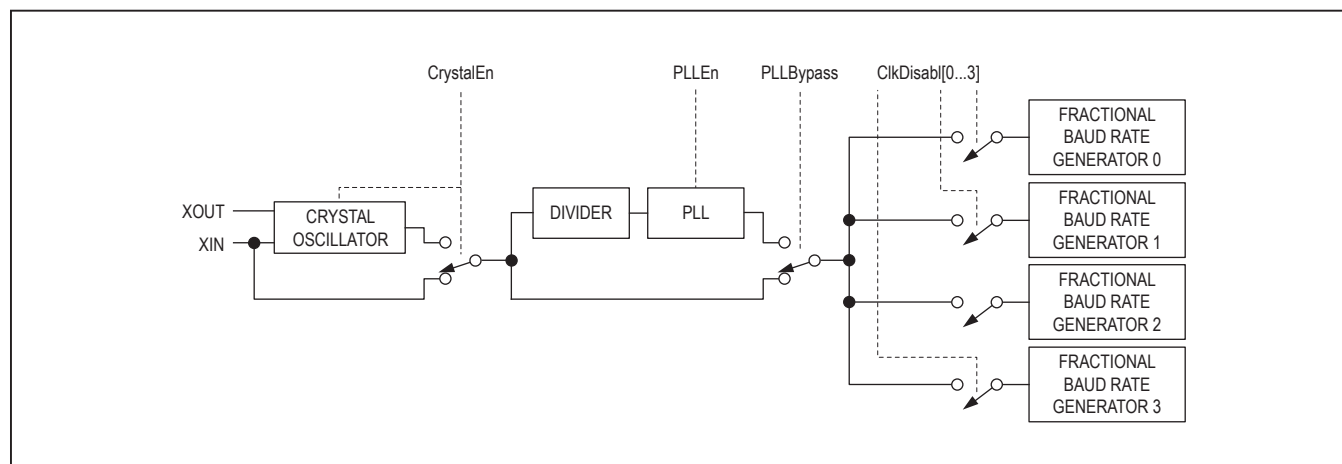 CrystalEn
PLLEn
PLLBypass
ClkDisabl[0...3]
XOUT
XIN
CRYSTAL
OSCILLATOR
DIVIDER
PLL
FRACTIONAL
BAUD RATE
GENERATOR 0
FRACTIONAL
BAUD RATE
GENERATOR 1
FRACTIONAL
BAUD RATE
GENERATOR 2
FRACTIONAL
BAUD RATE
GENERATOR 3